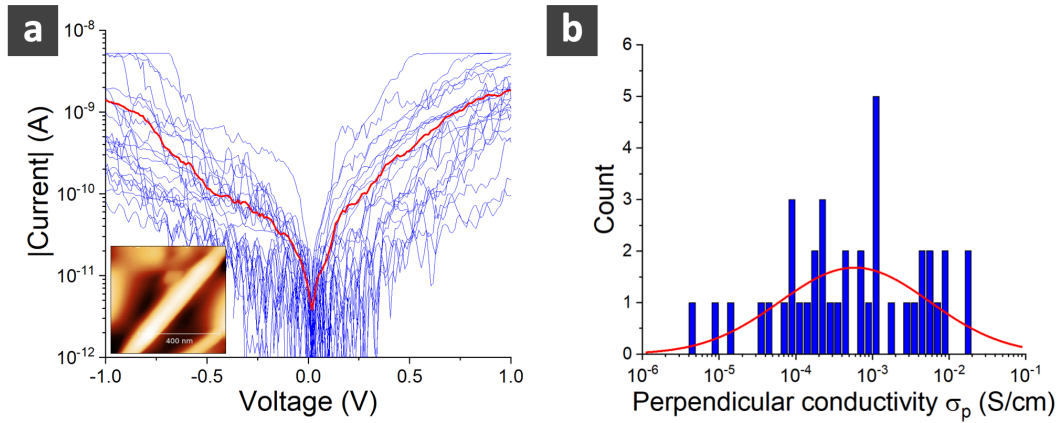 a
|Current| (A)
10⁻⁸
10⁻⁹
10⁻¹⁰
10⁻¹¹
10⁻¹²
400 nm
-1.0 -0.5 0.0 0.5 1.0
Voltage (V)
b
Count
6
5
4
3
2
1
0
10⁻⁶ 10⁻⁵ 10⁻⁴ 10⁻³ 10⁻² 10⁻¹
Perpendicular conductivity σₚ (S/cm)